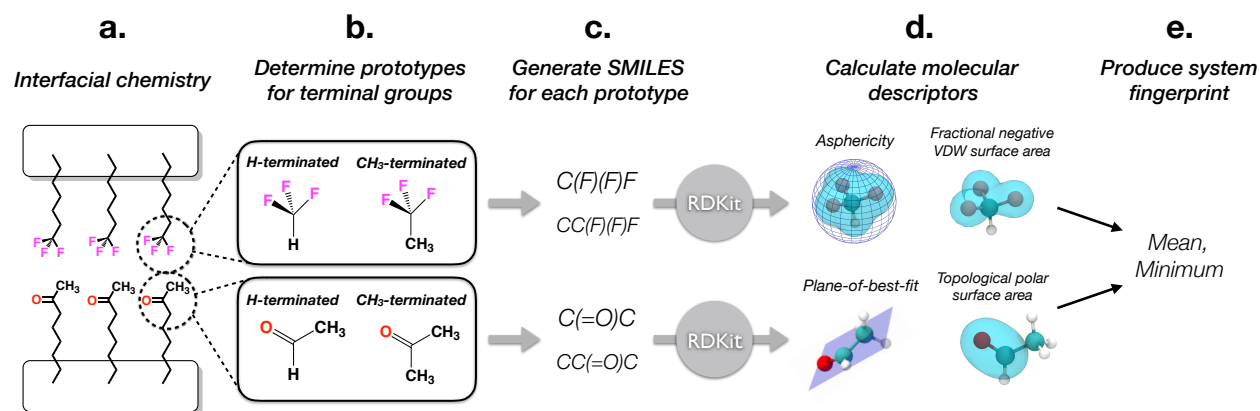 a.
Interfacial chemistry
F
F F
F
F F
F
F F
O
CH₃
O
CH₃
O
CH₃
b.
Determine prototypes
for terminal groups
H-terminated
CH₃-terminated
F
F
F
H
F
F
F
CH₃
H-terminated
CH₃-terminated
O
CH₃
H
O
CH₃
CH₃
c.
Generate SMILES
for each prototype
C(F)(F)F
CC(F)(F)F
RDKit
C(=O)C
CC(=O)C
RDKit
d.
Calculate molecular
descriptors
Asphericity
Fractional negative
VDW surface area
Plane-of-best-fit
Topological polar
surface area
e.
Produce system
fingerprint
Mean,
Minimum